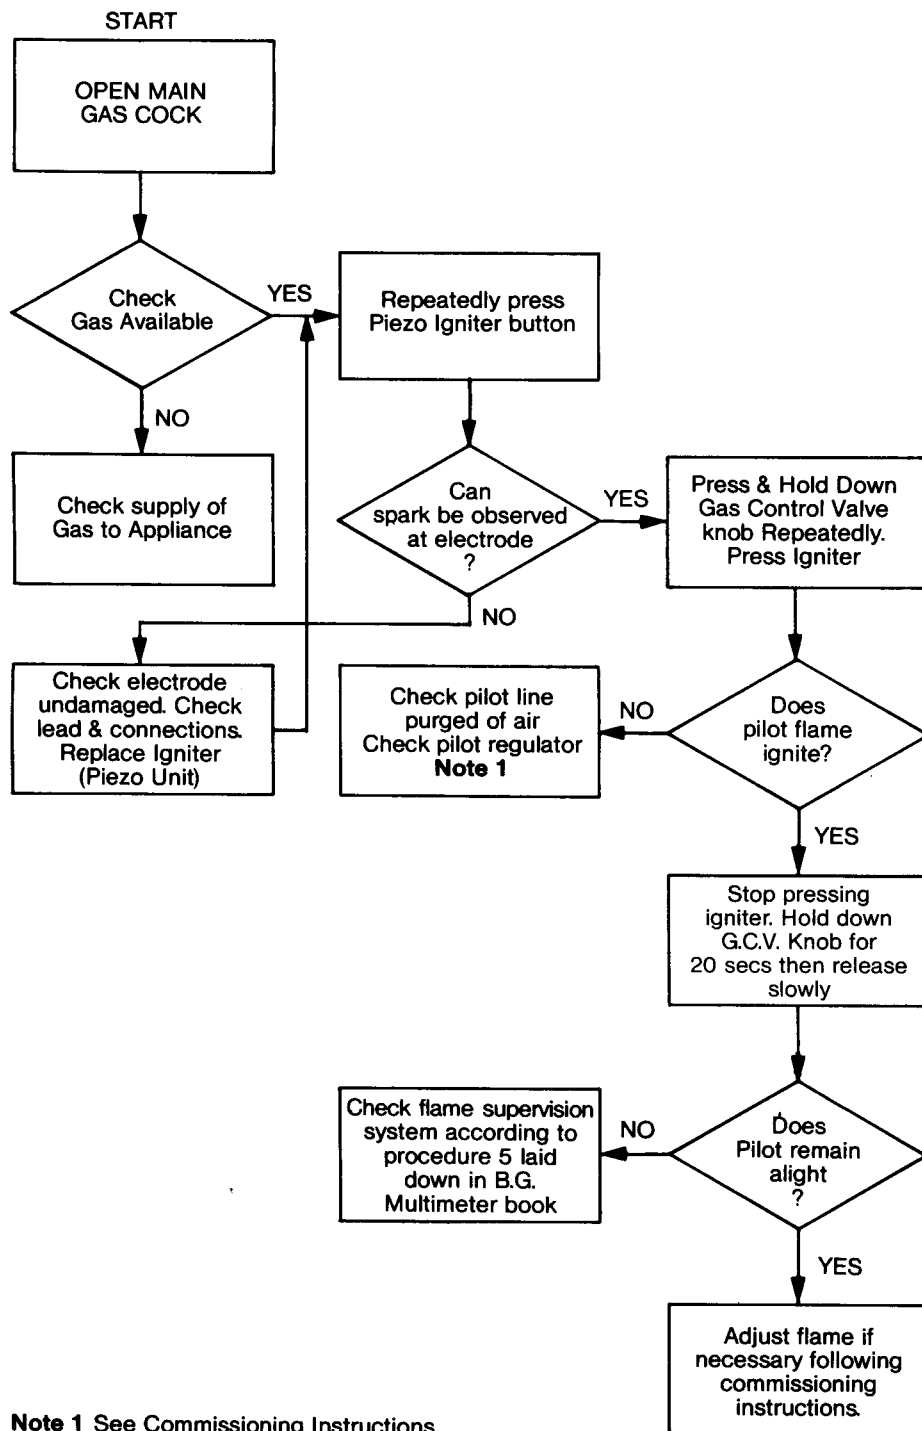 START
OPEN MAIN
GAS COCK
Check
Gas Available
YES
NO
Check supply of
Gas to Appliance
Repeatedly press
Piezo Igniter button
Can
spark be observed
at electrode
?
YES
NO
Check electrode
undamaged. Check
lead & connections.
Replace Igniter
(Piezo Unit)
Press & Hold Down
Gas Control Valve
knob Repeatedly.
Press Igniter
Does
pilot flame
ignite?
NO
Check pilot line
purged of air
Check pilot regulator
Note 1
YES
Stop pressing
igniter. Hold down
G.C.V. Knob for
20 secs then release
slowly
Does
Pilot remain
alight
?
NO
Check flame supervision
system according to
procedure 5 laid
down in B.G.
Multimeter book
YES
Adjust flame if
necessary following
commissioning
instructions.
Note 1 See Commissioning Instructions